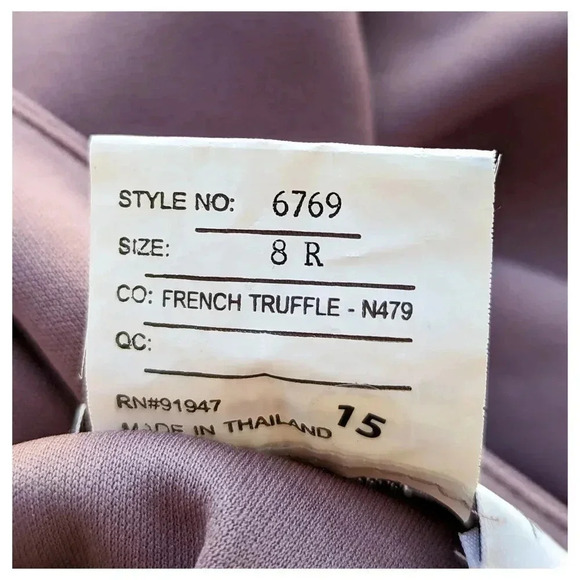 STYLE NO: 6769
SIZE: 8 R
CO: FRENCH TRUFFLE - N479
QC:
RN#91947
MADE IN THAILAND 15